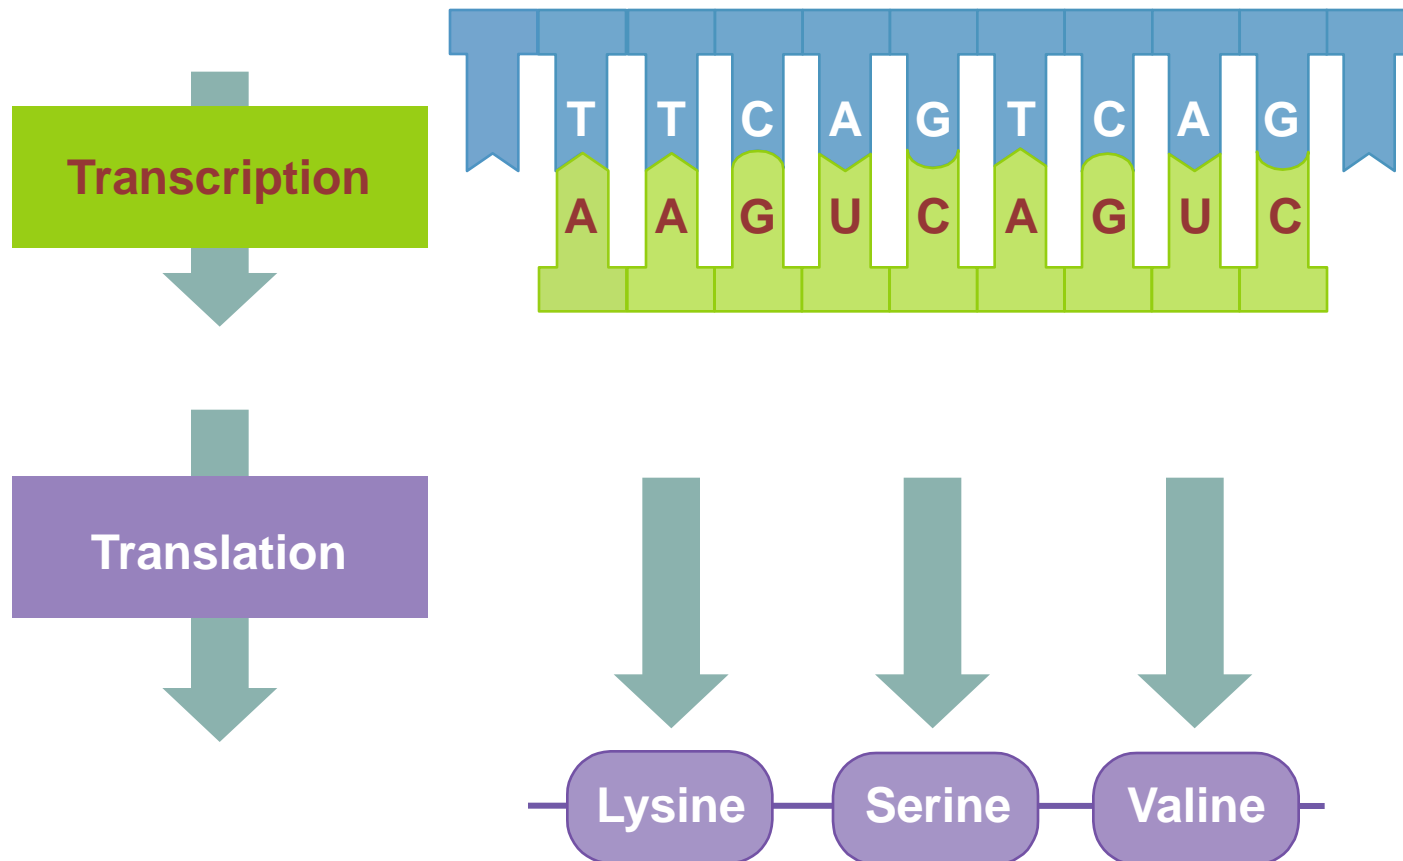 T T C A G T C A G
Transcription
A A G U C A G U C
Translation
Lysine Serine Valine